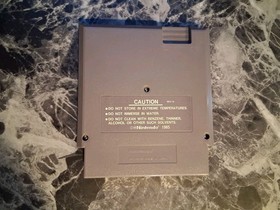 CAUTION
•DO NOT STORE IN EXTREME TEMPERATURES.
•DO NOT IMMERSE IN WATER.
•DO NOT CLEAN WITH BENZENE, THINNER,
ALCOHOL OR OTHER SUCH SOLVENTS.
Nintendo 1985